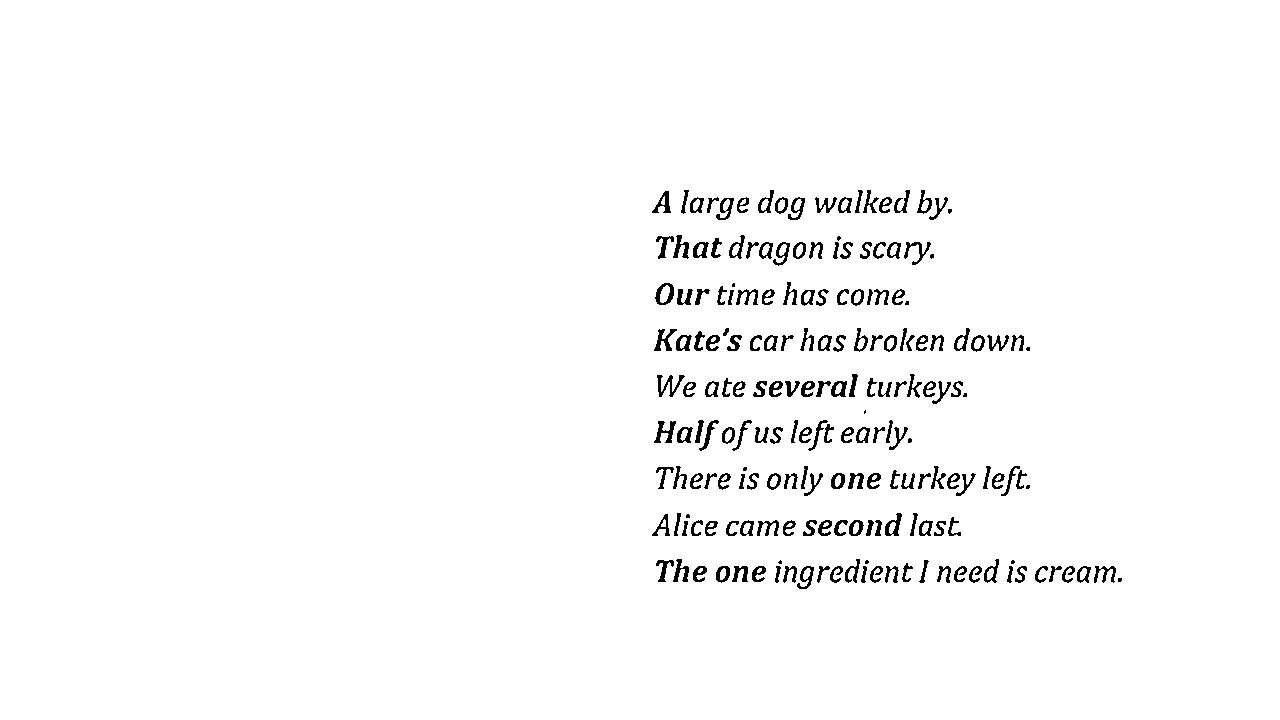 A large dog walked by.
That dragon is scary.
Our time has come.
Kate's car has broken down.
We ate several turkeys.
Half of us left early.
There is only one turkey left.
Alice came second last.
The one ingredient I need is cream.